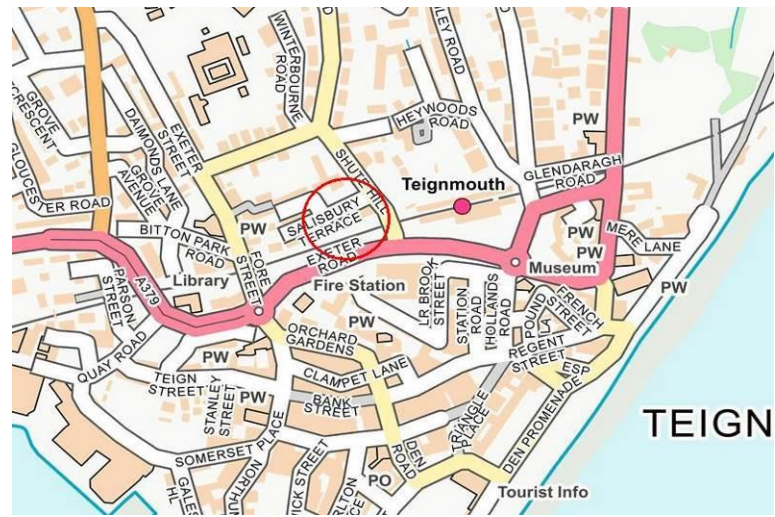 WINTERBOURNE
ROAD
GROVE
CRESCENT
DAIMONDS LANE
GROVE
AVENUE
EXETER
STREET
HEYWOODS
ROAD
PW
SHUTE HILL
GLENDARAGH
ROAD
Teignmouth
ER ROAD
BITTON PARK
ROAD
PW
SALISBURY
TERRACE
EXETER
ROAD
PW
PW
MERE LANE
PARSON
STREET
A379
Library
FORE
STREET
Fire Station
LR BROOK
STREET
STATION
ROAD
Museum
FRENCH
STREET
PW
QUAY ROAD
PW
ORCHARD
GARDENS
PW
POUND
LA
REGENT
STREET
TEIGN
STREET
STANLEY
STREET
PW
CLAMPET LANE
BANK
STREET
TRIANGLE
PLACE
ESP
DEN PROMENADE
TEIGN
SOMERSET
PLACE
DEN
ROAD
GALES
HL
PO
Tourist Info